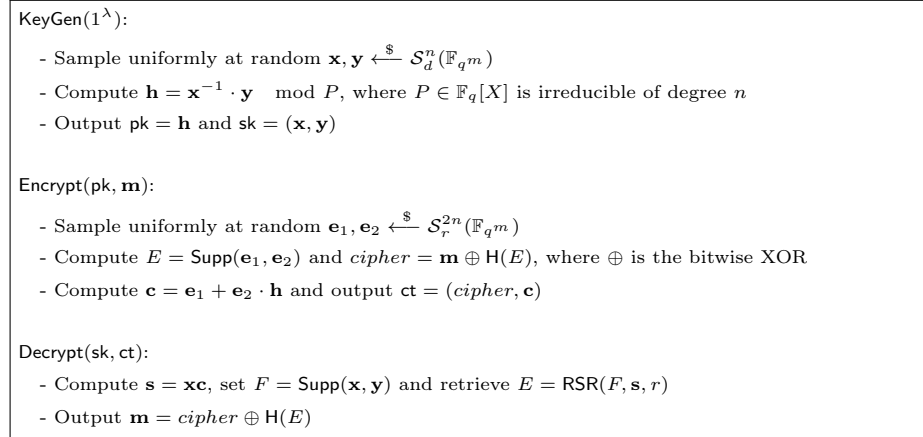 KeyGen(1^λ):
- Sample uniformly at random x, y ←$ S_d^n(F_{q^m})
- Compute h = x^{-1} · y mod P, where P ∈ F_q[X] is irreducible of degree n
- Output pk = h and sk = (x, y)
Encrypt(pk, m):
- Sample uniformly at random e_1, e_2 ←$ S_r^{2n}(F_{q^m})
- Compute E = Supp(e_1, e_2) and cipher = m ⊕ H(E), where ⊕ is the bitwise XOR
- Compute c = e_1 + e_2 · h and output ct = (cipher, c)
Decrypt(sk, ct):
- Compute s = xc, set F = Supp(x, y) and retrieve E = RSR(F, s, r)
- Output m = cipher ⊕ H(E)